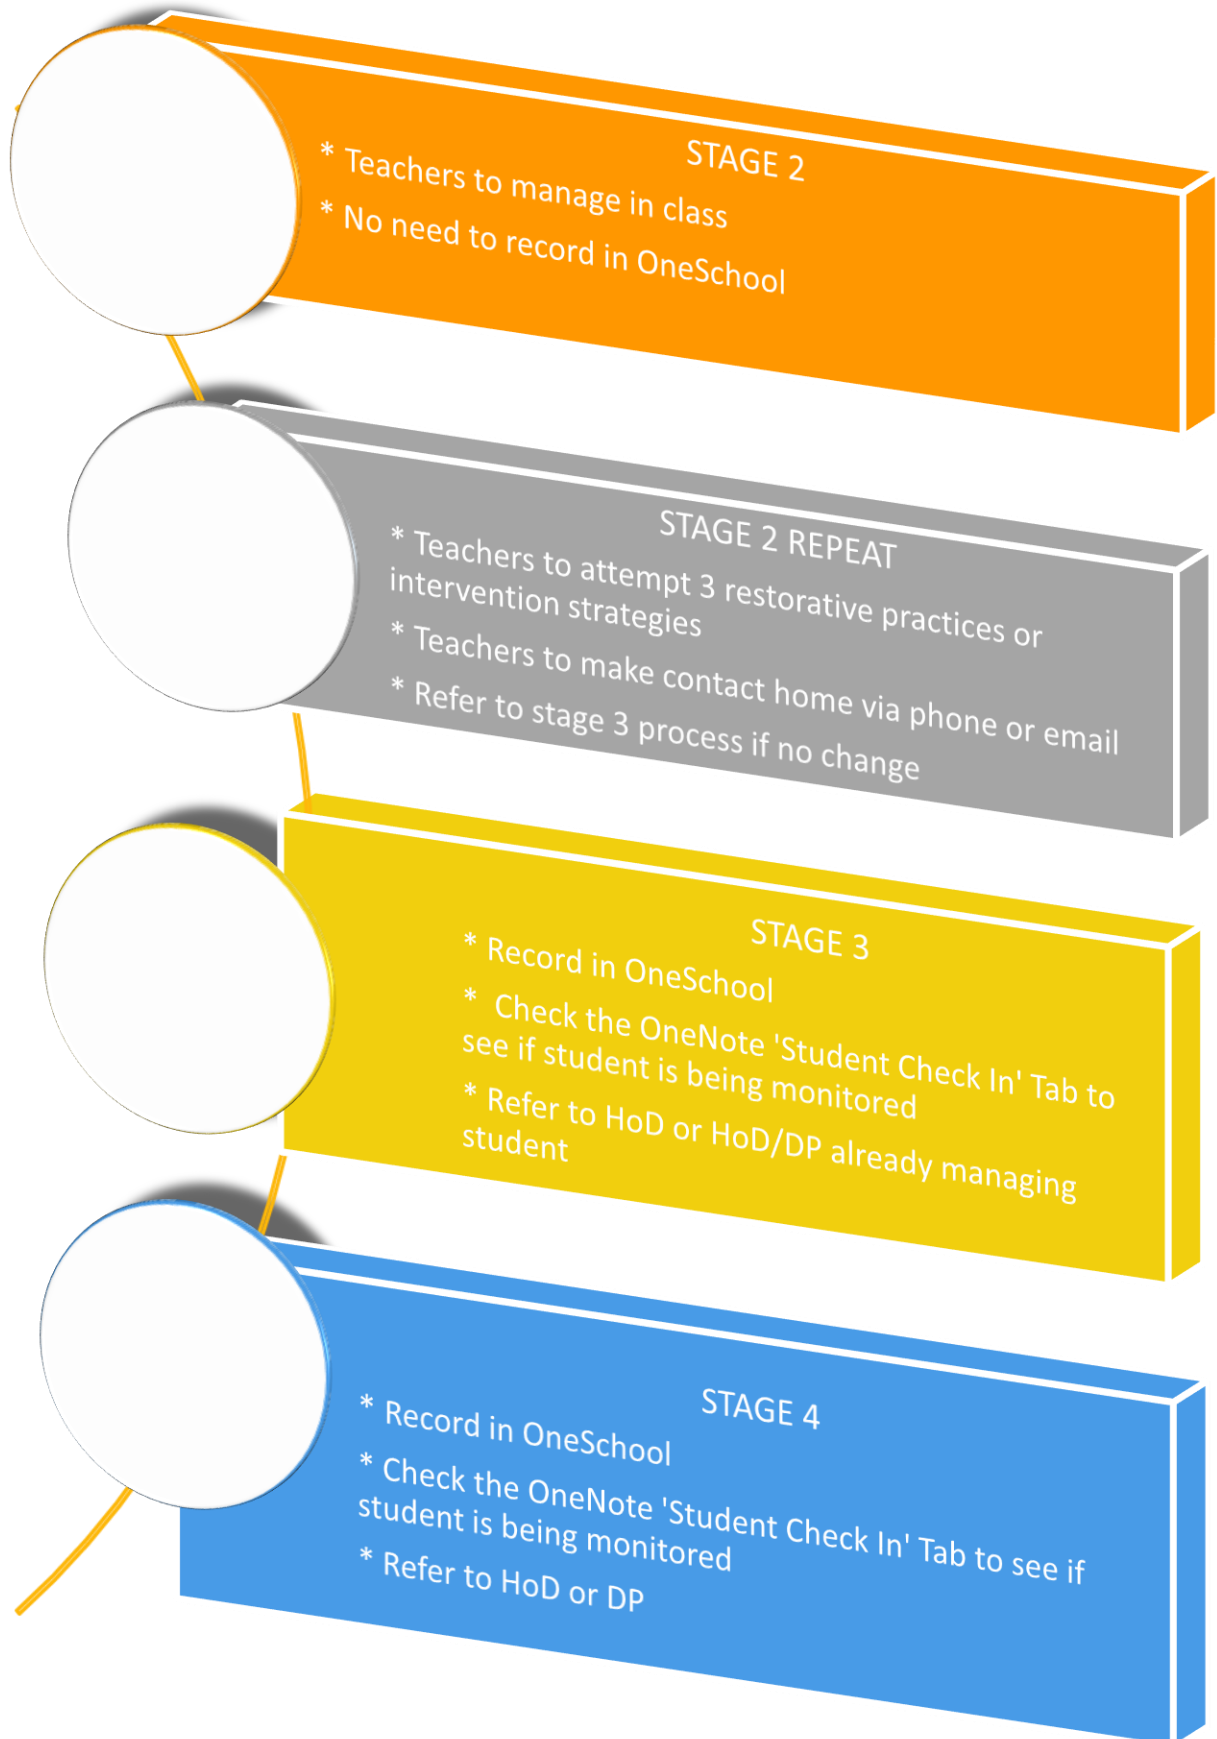 STAGE 2
* Teachers to manage in class
* No need to record in OneSchool
STAGE 2 REPEAT
* Teachers to attempt 3 restorative practices or
intervention strategies
* Teachers to make contact home via phone or email
* Refer to stage 3 process if no change
STAGE 3
* Record in OneSchool
* Check the OneNote 'Student Check In' Tab to
see if student is being monitored
* Refer to HoD or HoD/DP already managing
student
STAGE 4
* Record in OneSchool
* Check the OneNote 'Student Check In' Tab to see if
student is being monitored
* Refer to HoD or DP